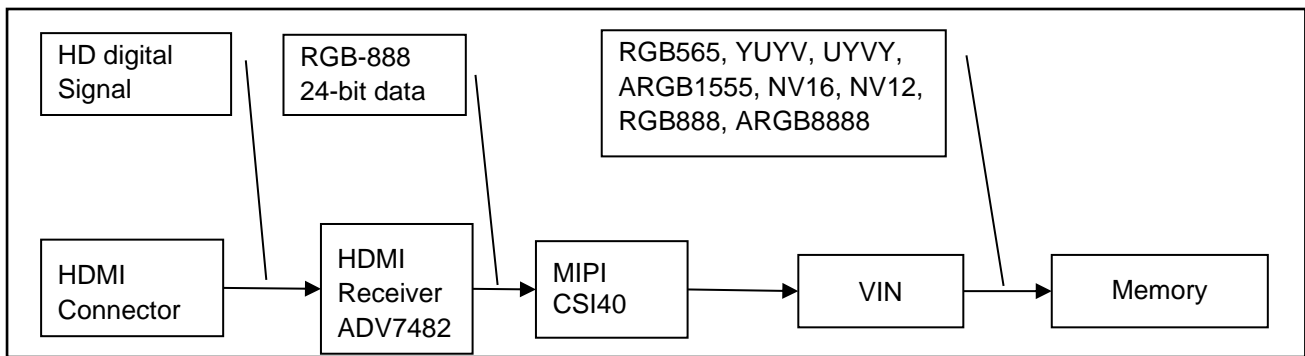 HD digital
Signal
RGB-888
24-bit data
RGB565, YUYV, UYVY,
ARGB1555, NV16, NV12,
RGB888, ARGB8888
HDMI
Connector
HDMI
Receiver
ADV7482
MIPI
CSI40
VIN
Memory